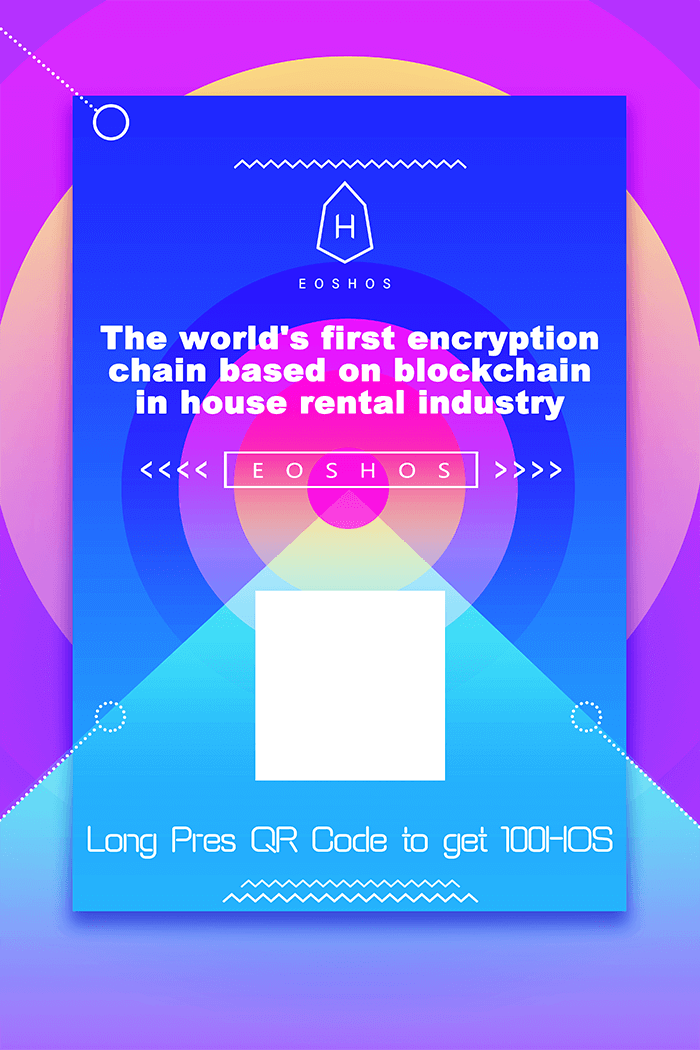 H
EOSHOS
The world's first encryption
chain based on blockchain
in house rental industry
<<<< EOSHOS >>>>
Long Pres QR Code to get 100HOS